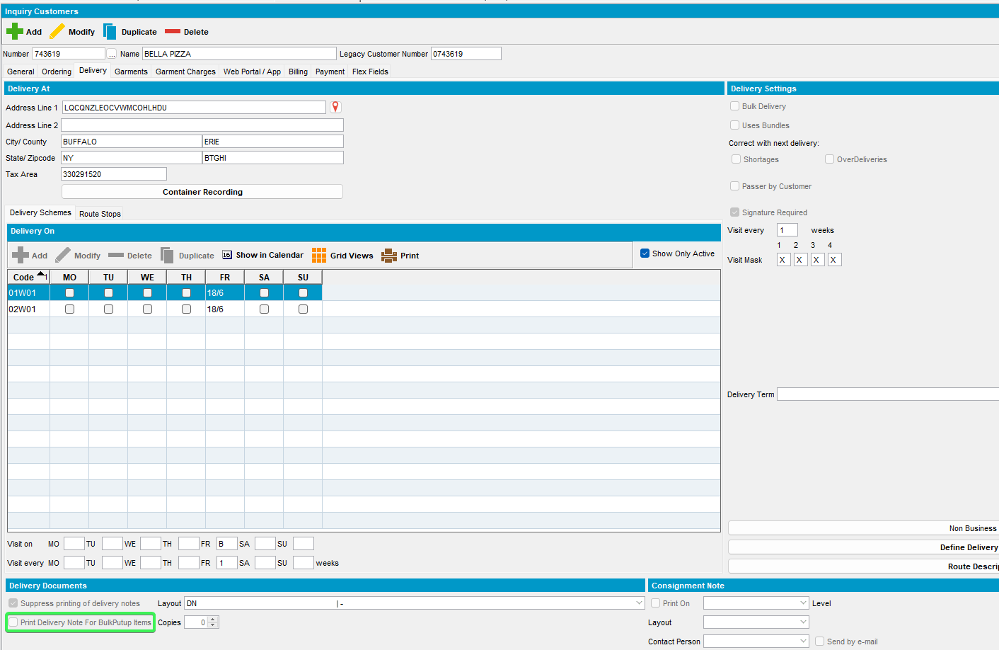 Inquiry Customers
Add Modify Duplicate Delete
Number 743619 ... Name BELLA PIZZA Legacy Customer Number 0743619
General Ordering Delivery Garments Garment Charges Web Portal / App Billing Payment Flex Fields
Delivery At
Address Line 1 LQCQNZLEOCVWMCOHLHDU
Address Line 2
City/ County BUFFALO ERIE
State/ Zipcode NY BTGHI
Tax Area 330291520
Container Recording
Delivery Schemes Route Stops
Delivery On
Add Modify Delete Duplicate 16 Show in Calendar Grid Views Print Show Only Active
Code 1 MO TU WE TH FR SA SU
01W01 18/6
02W01 18/6
Visit on MO TU WE TH FR B SA SU
Visit every MO TU WE TH FR 1 SA SU weeks
Delivery Settings
Bulk Delivery
Uses Bundles
Correct with next delivery:
Shortages OverDeliveries
Passer by Customer
Signature Required
Visit every 1 weeks
1 2 3 4
Visit Mask X X X X
Delivery Term
Non Business
Define Delivery
Route Descrip
Delivery Documents
Suppress printing of delivery notes Layout DN | -
Print Delivery Note For BulkPutup Items Copies 0
Consignment Note
Print On Level
Layout
Contact Person Send by e-mail